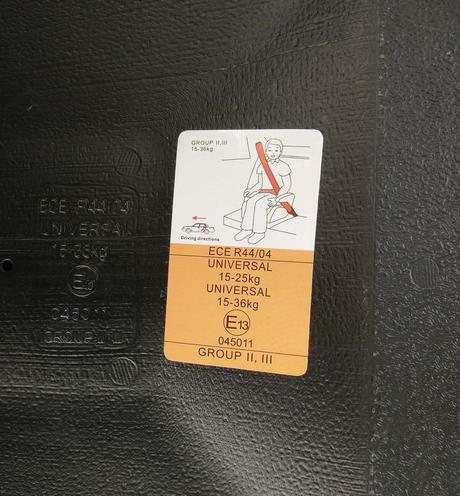 GROUP II,III
15-36kg
Driving directions
ECE R44/04
UNIVERSAL
15-25kg
UNIVERSAL
15-36kg
E13
045011
GROUP II, III
ECE R44/04
15-36kg
045011
GROUP